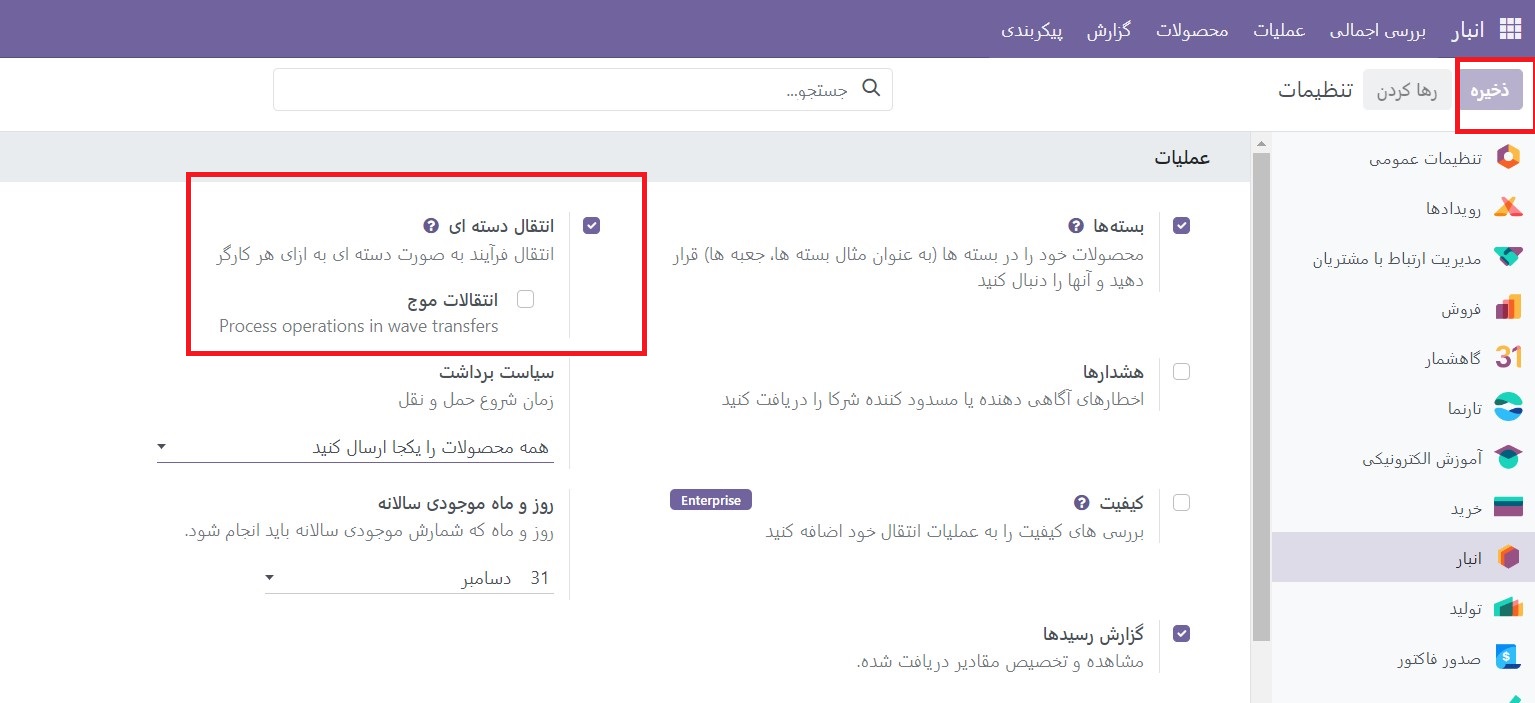 انبار
بررسی اجمالی
عملیات
محصولات
گزارش
پیکربندی
ذخیره
رها کردن
تنظیمات
جستجو...
تنظیمات عمومی
رویدادها
مدیریت ارتباط با مشتریان
فروش
گاهشمار
31
تارنما
آموزش الکترونیکی
خرید
انبار
تولید
صدور فاکتور
$
عملیات
بسته‌ها ?
محصولات خود را در بسته ها (به عنوان مثال بسته ها، جعبه ها) قرار
دهید و آنها را دنبال کنید
انتقال دسته ای ?
انتقال فرآیند به صورت دسته ای به ازای هر کارگر
انتقالات موج
Process operations in wave transfers
هشدارها
اخطارهای آگاهی دهنده یا مسدود کننده شرکا را دریافت کنید
سیاست برداشت
زمان شروع حمل و نقل
همه محصولات را یکجا ارسال کنید
کیفیت ?
Enterprise
بررسی های کیفیت را به عملیات انتقال خود اضافه کنید
روز و ماه موجودی سالانه
روز و ماه که شمارش موجودی سالانه باید انجام شود.
31 دسامبر
گزارش رسیدها
مشاهده و تخصیص مقادیر دریافت شده.